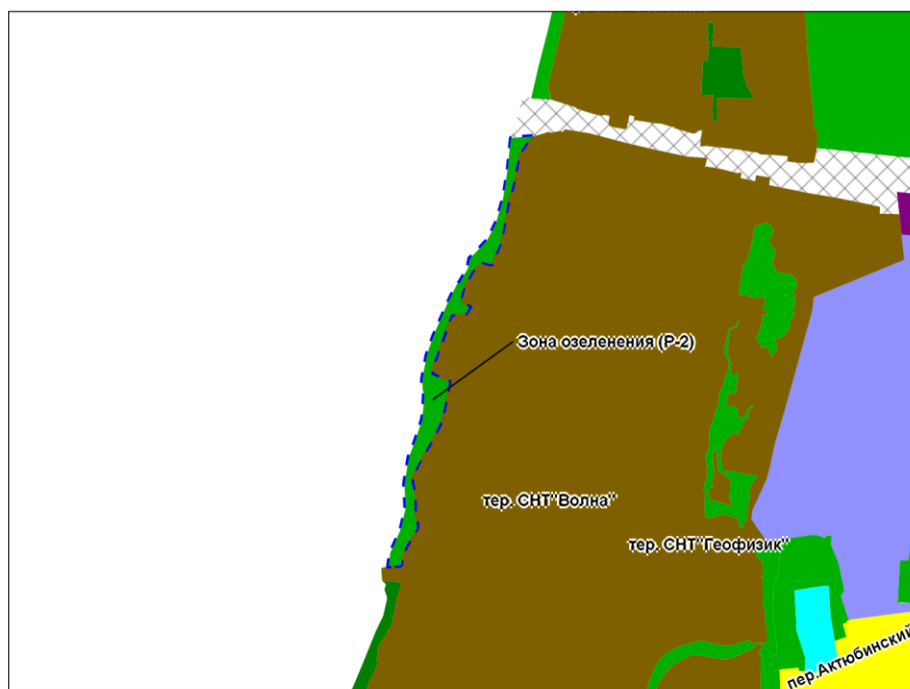 Зона озеленения (Р-2)
тер. СНТ"Волна"
тер. СНТ"Геофизик"
пер.Актюбинский